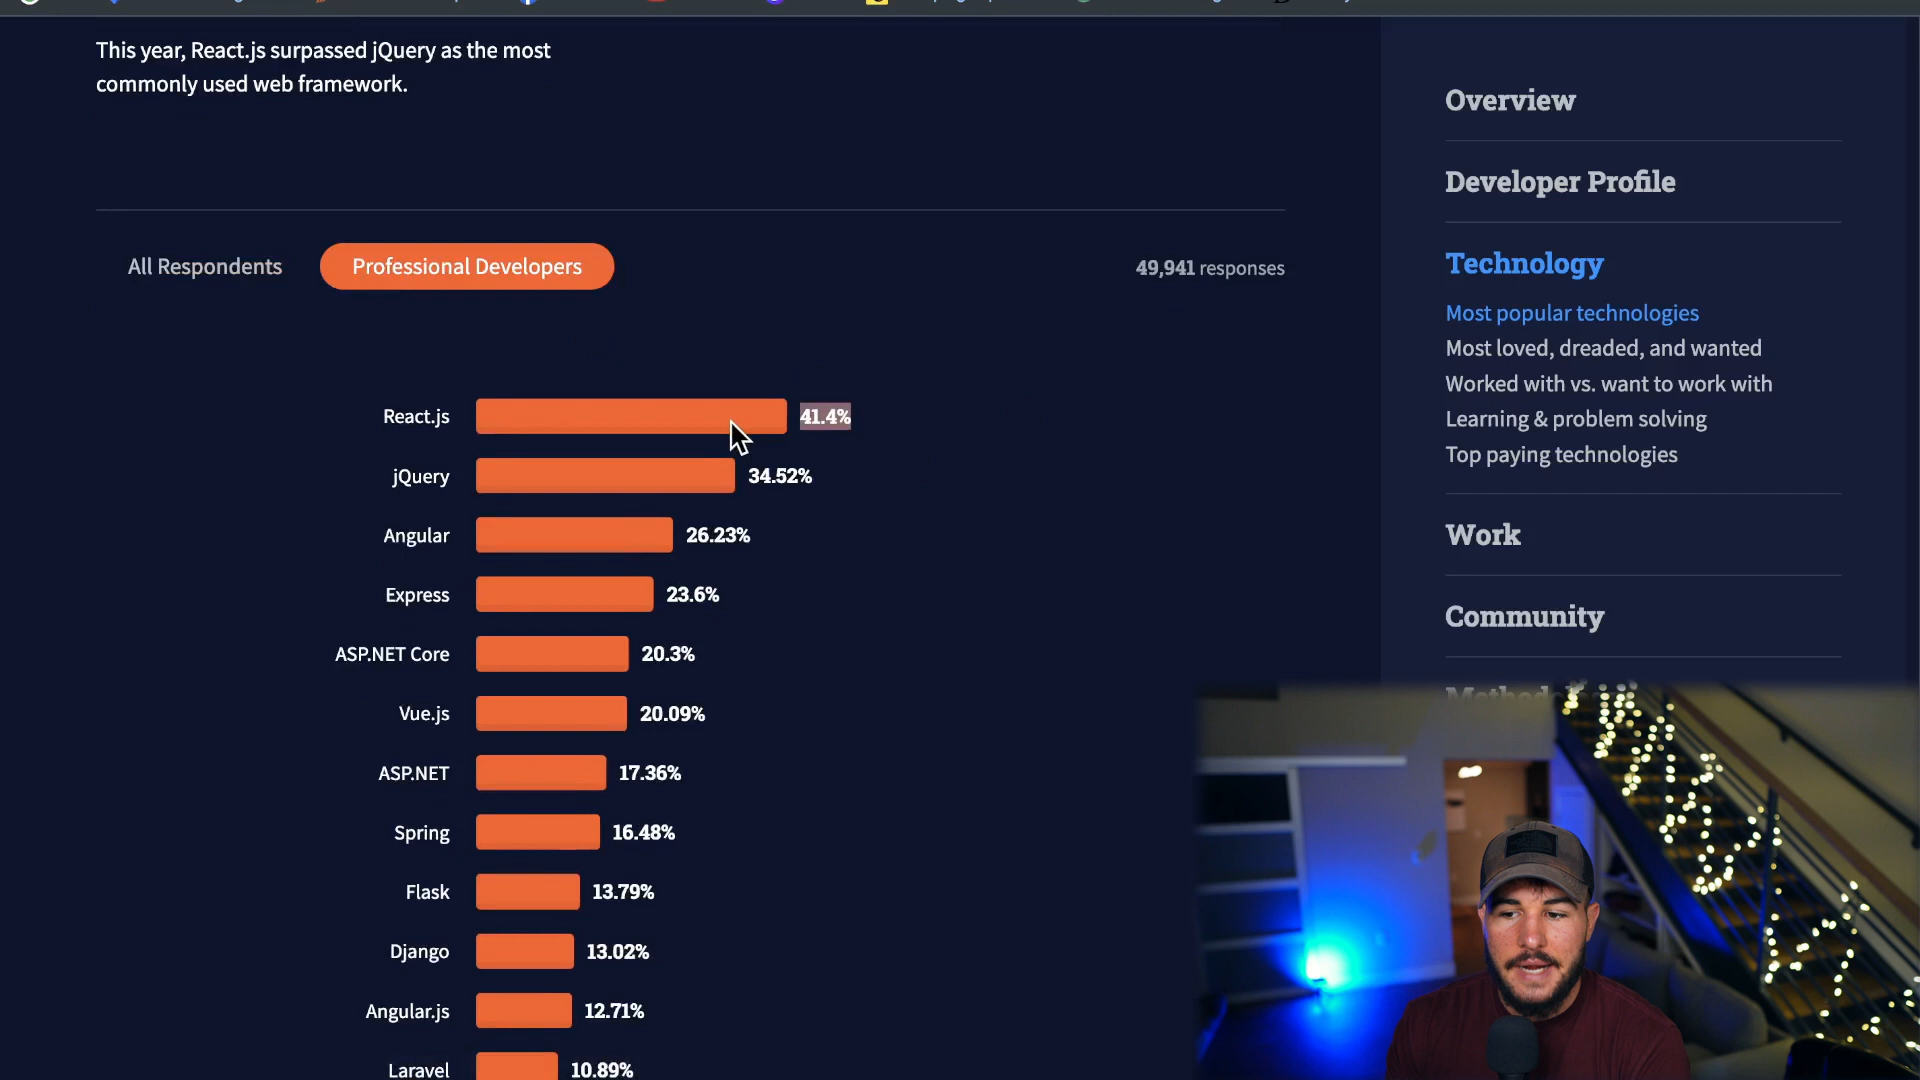 This year, React.js surpassed jQuery as the most
commonly used web framework.
All Respondents
Professional Developers
49,941 responses
React.js 41.4%
jQuery 34.52%
Angular 26.23%
Express 23.6%
ASP.NET Core 20.3%
Vue.js 20.09%
ASP.NET 17.36%
Spring 16.48%
Flask 13.79%
Django 13.02%
Angular.js 12.71%
Laravel 10.89%
Overview
Developer Profile
Technology
Most popular technologies
Most loved, dreaded, and wanted
Worked with vs. want to work with
Learning & problem solving
Top paying technologies
Work
Community